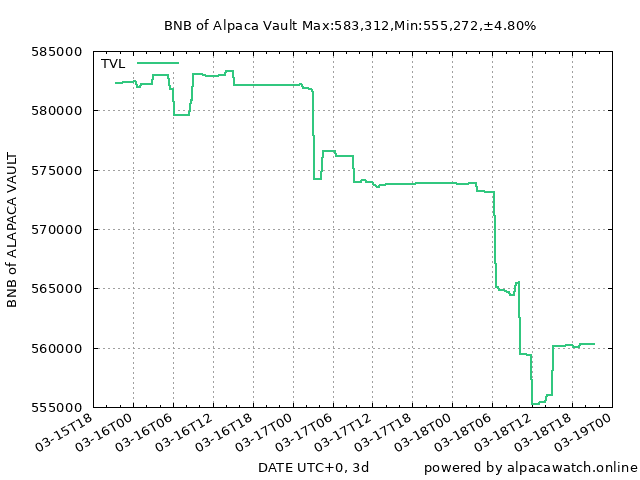 BNB of Alpaca Vault Max:583,312,Min:555,272,±4.80%
TVL
585000
580000
575000
570000
565000
560000
555000
BNB of ALAPACA VAULT
03-15T18
03-16T00
03-16T06
03-16T12
03-16T18
03-17T00
03-17T06
03-17T12
03-17T18
03-18T00
03-18T06
03-18T12
03-18T18
03-19T00
DATE UTC+0, 3d
powered by alpacawatch.online